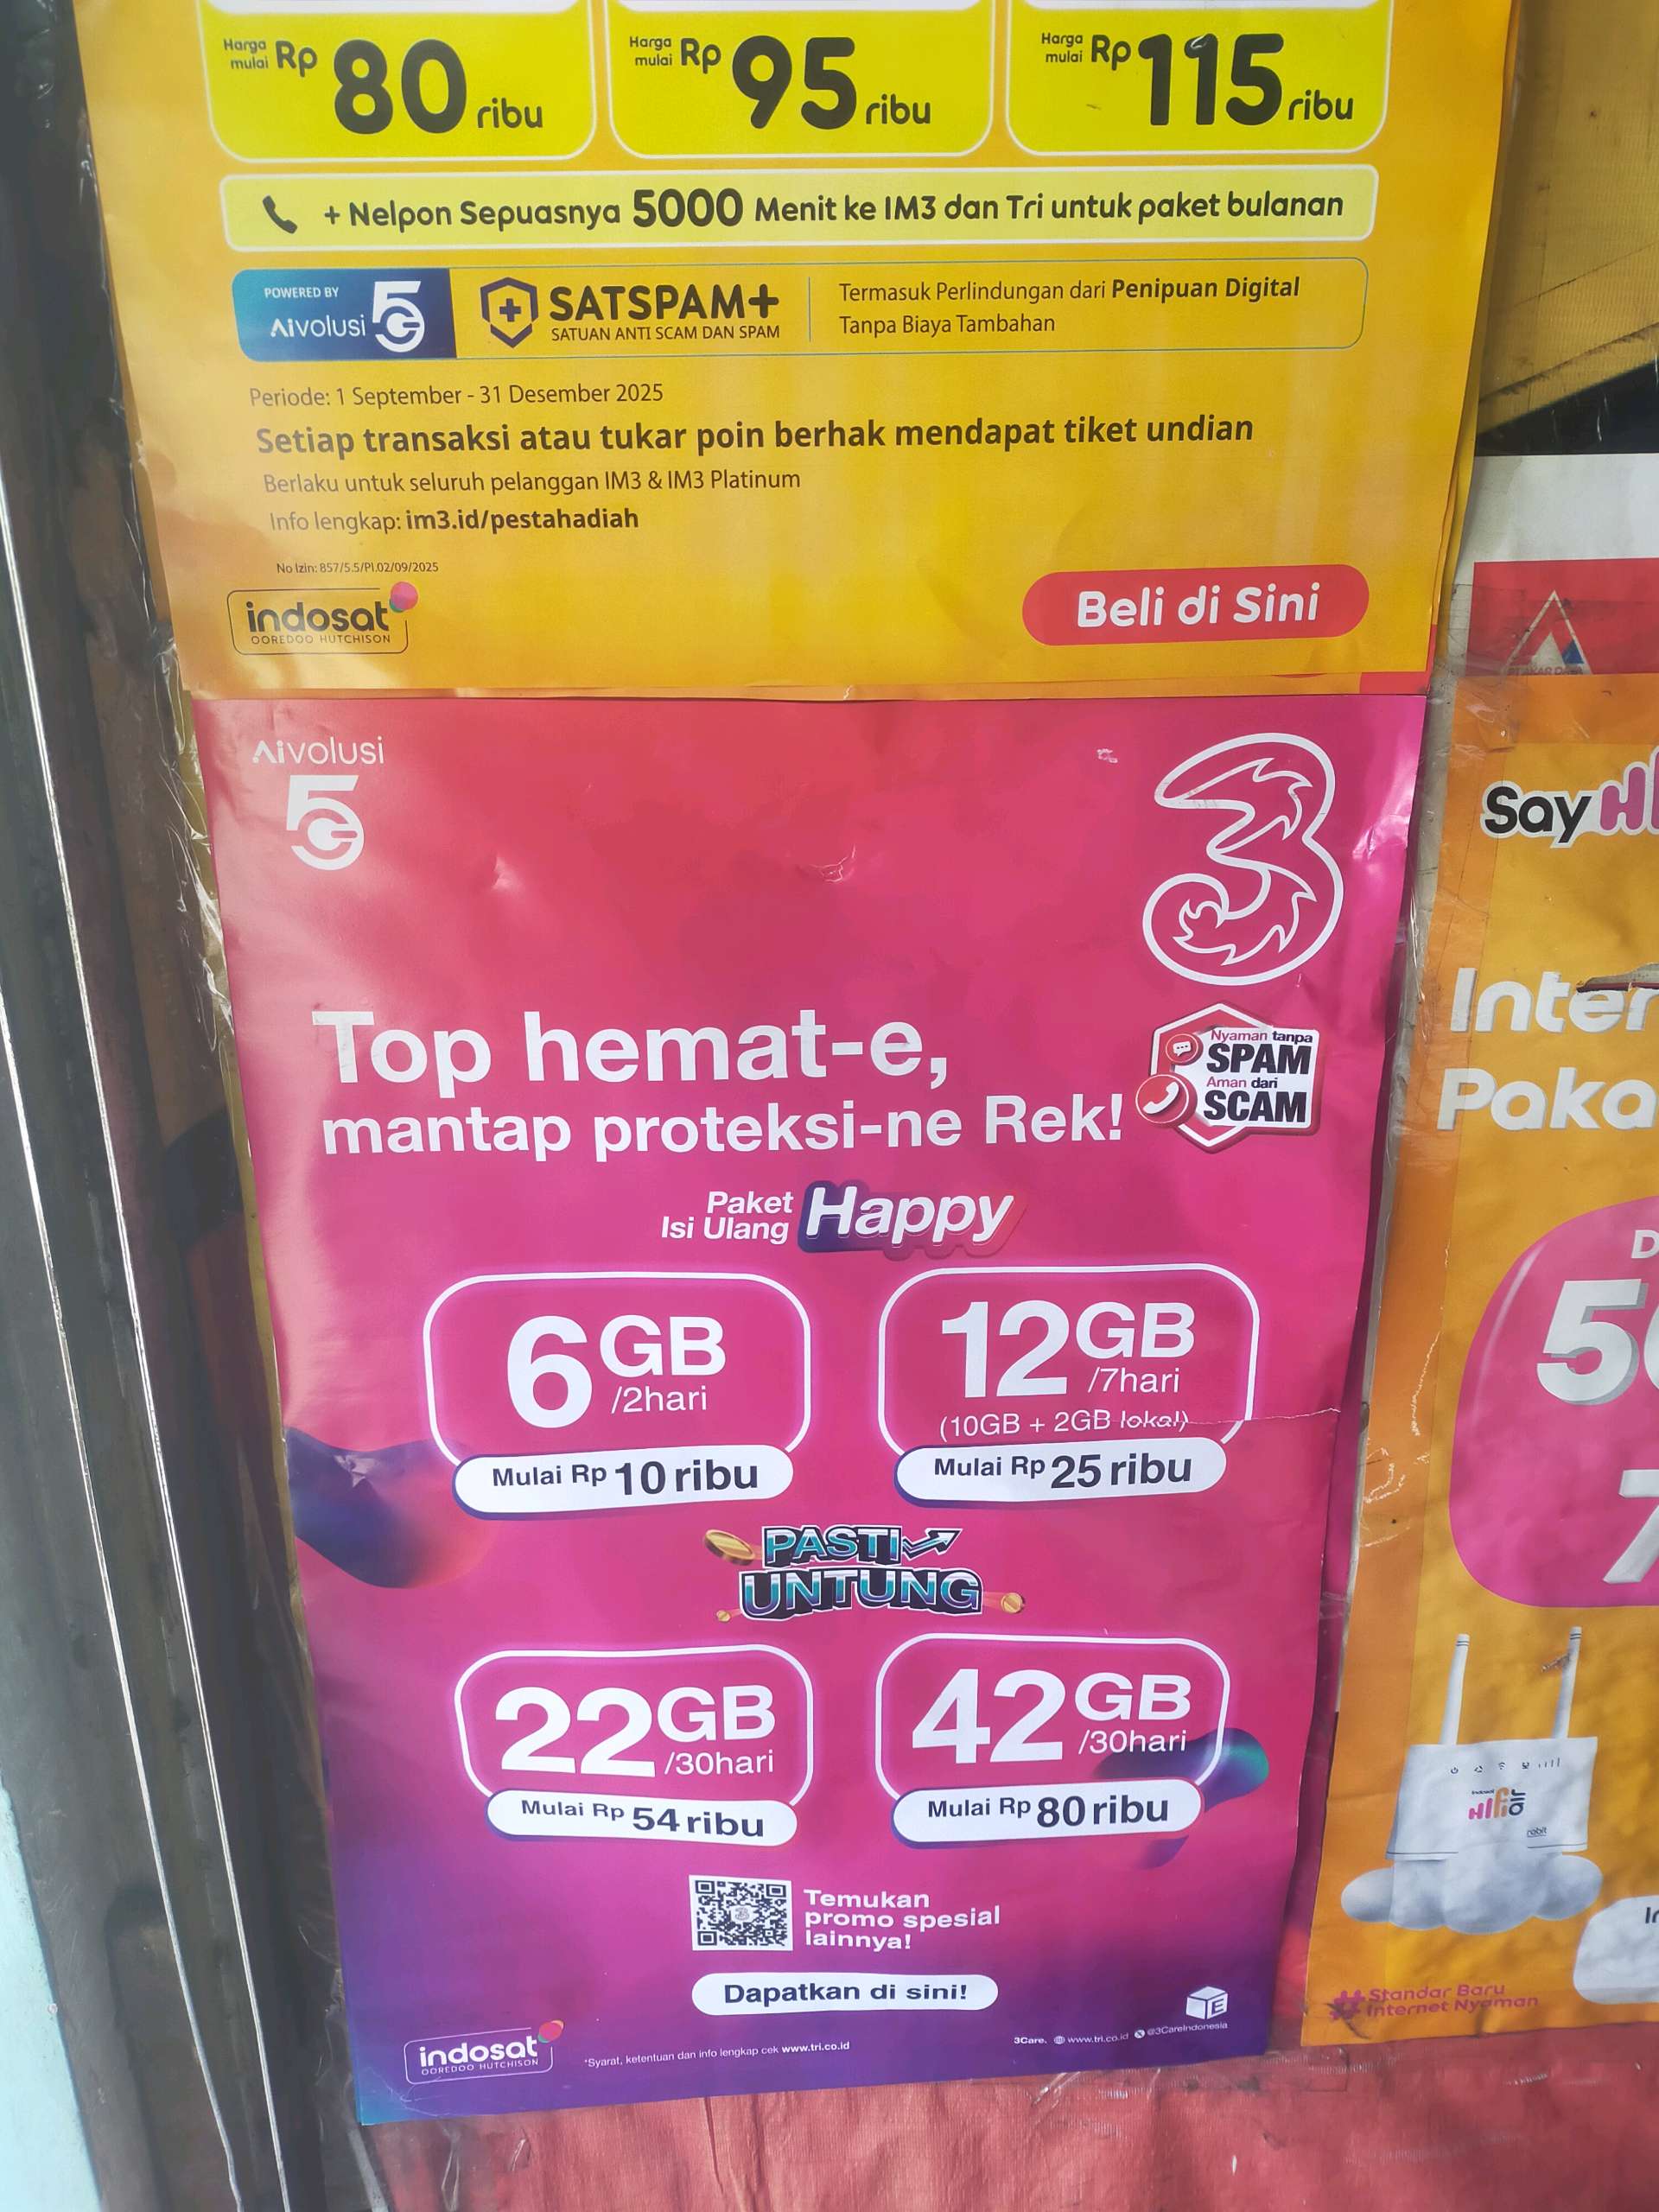 Harga mulai Rp 80 ribu
Harga mulai Rp 95 ribu
Harga mulai Rp 115 ribu
+ Nelpon Sepuasnya 5000 Menit ke IM3 dan Tri untuk paket bulanan
POWERED BY
Aivolusi 5G
SATSPAM+
SATUAN ANTI SCAM DAN SPAM
Termasuk Perlindungan dari Penipuan Digital
Tanpa Biaya Tambahan
Periode: 1 September - 31 Desember 2025
Setiap transaksi atau tukar poin berhak mendapat tiket undian
Berlaku untuk seluruh pelanggan IM3 & IM3 Platinum
Info lengkap: im3.id/pestahadiah
No Izin: 857/5.5/PI.02/09/2025
indosat
OOREDOO HUTCHISON
Beli di Sini
Aivolusi
5G
3
Top hemat-e,
mantap proteksi-ne Rek!
Nyaman tanpa
SPAM
Aman dari
SCAM
Paket
Isi Ulang
Happy
6GB
/2hari
Mulai Rp 10 ribu
12GB
/7hari
(10GB + 2GB lokal)
Mulai Rp 25 ribu
PASTI
UNTUNG
22GB
/30hari
Mulai Rp 54 ribu
42GB
/30hari
Mulai Rp 80 ribu
Temukan
promo spesial
lainnya!
Dapatkan di sini!
indosat
OOREDOO HUTCHISON
*Syarat, ketentuan dan info lengkap cek www.tri.co.id
3Care. www.tri.co.id @3CareIndonesia
E
Say
Hifi
air
#Standar Baru
Internet Nyaman